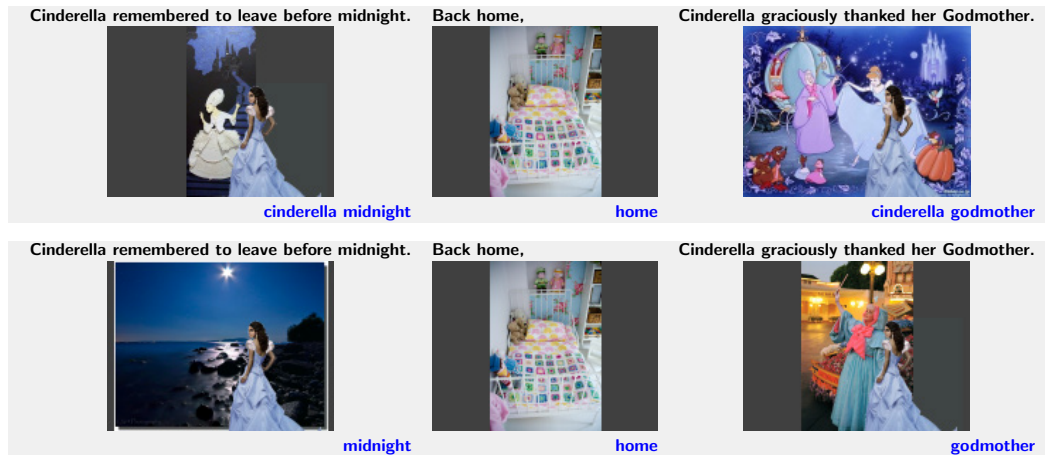 Cinderella remembered to leave before midnight.
Back home,
Cinderella graciously thanked her Godmother.
cinderella midnight
home
cinderella godmother
Cinderella remembered to leave before midnight.
Back home,
Cinderella graciously thanked her Godmother.
midnight
home
godmother